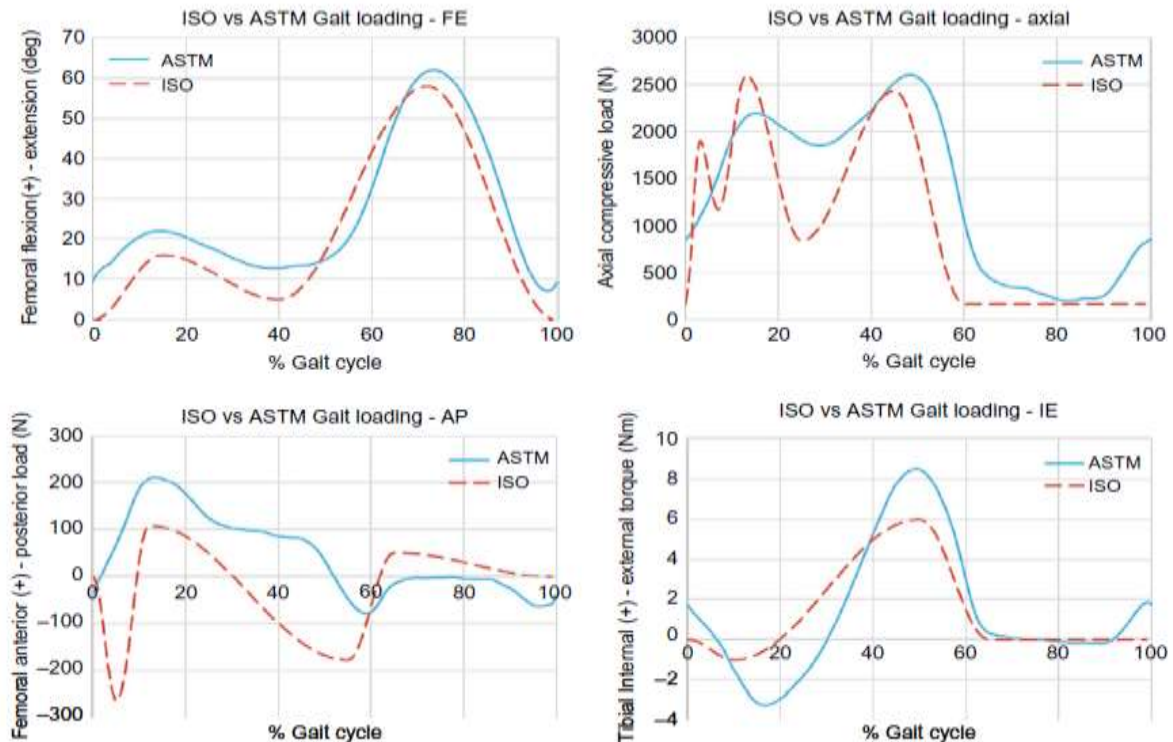 ISO vs ASTM Gait loading - FE
Femoral flexion(+) - extension (deg)
70
60
50
40
30
20
10
0
ASTM
ISO
0 20 40 60 80 100
% Gait cycle
ISO vs ASTM Gait loading - axial
Axial compressive load (N)
3000
2500
2000
1500
1000
500
0
ASTM
ISO
0 20 40 60 80 100
% Gait cycle
ISO vs ASTM Gait loading - AP
Femoral anterior (+) - posterior load (N)
300
200
100
0
–100
–200
–300
ASTM
ISO
0 20 40 60 80 100
% Gait cycle
ISO vs ASTM Gait loading - IE
Tibial Internal (+) - external torque (Nm)
10
8
6
4
2
0
–2
–4
ASTM
ISO
0 20 40 60 80 100
% Gait cycle